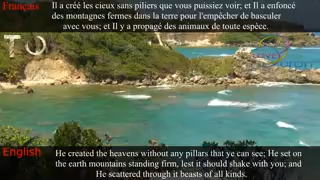 Français
Il a créé les cieux sans piliers que vous puissiez voir; et Il a enfoncé
des montagnes fermes dans la terre pour l'empêcher de basculer
avec vous; et Il y a propagé des animaux de toute espèce.
English
He created the heavens without any pillars that ye can see; He set on
the earth mountains standing firm, lest it should shake with you; and
He scattered through it beasts of all kinds.